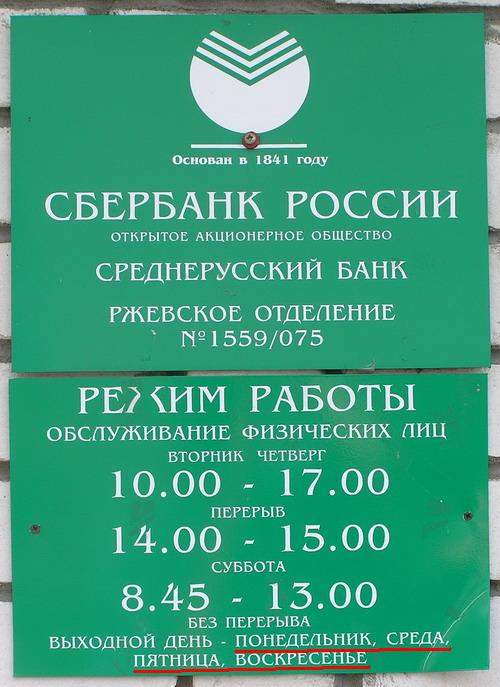 Основан в 1841 году
СБЕРБАНК РОССИИ
ОТКРЫТОЕ АКЦИОНЕРНОЕ ОБЩЕСТВО
СРЕДНЕРУССКИЙ БАНК
РЖЕВСКОЕ ОТДЕЛЕНИЕ
№1559/075
РЕЖИМ РАБОТЫ
ОБСЛУЖИВАНИЕ ФИЗИЧЕСКИХ ЛИЦ
ВТОРНИК ЧЕТВЕРГ
10.00 - 17.00
ПЕРЕРЫВ
14.00 - 15.00
СУББОТА
8.45 - 13.00
БЕЗ ПЕРЕРЫВА
ВЫХОДНОЙ ДЕНЬ - ПОНЕДЕЛЬНИК, СРЕДА,
ПЯТНИЦА, ВОСКРЕСЕНЬЕ